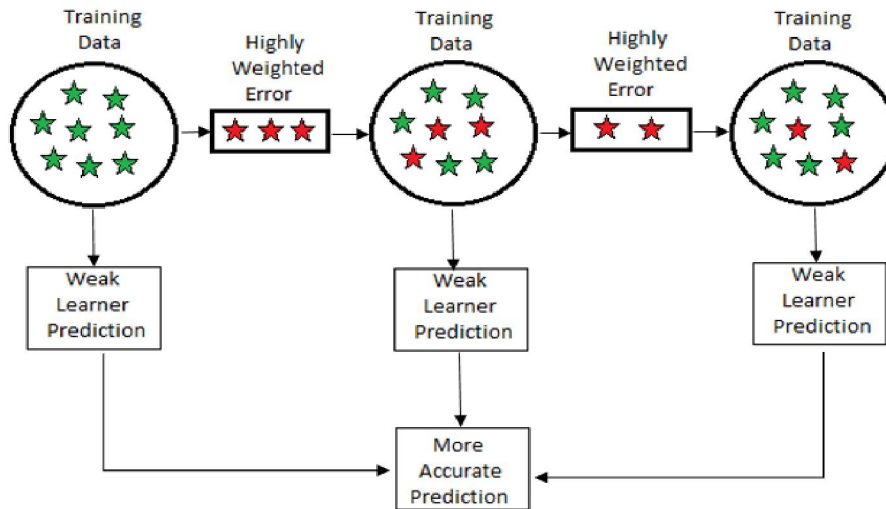 Training
Data
Highly
Weighted
Error
Training
Data
Highly
Weighted
Error
Training
Data
Weak
Learner
Prediction
Weak
Learner
Prediction
Weak
Learner
Prediction
More
Accurate
Prediction